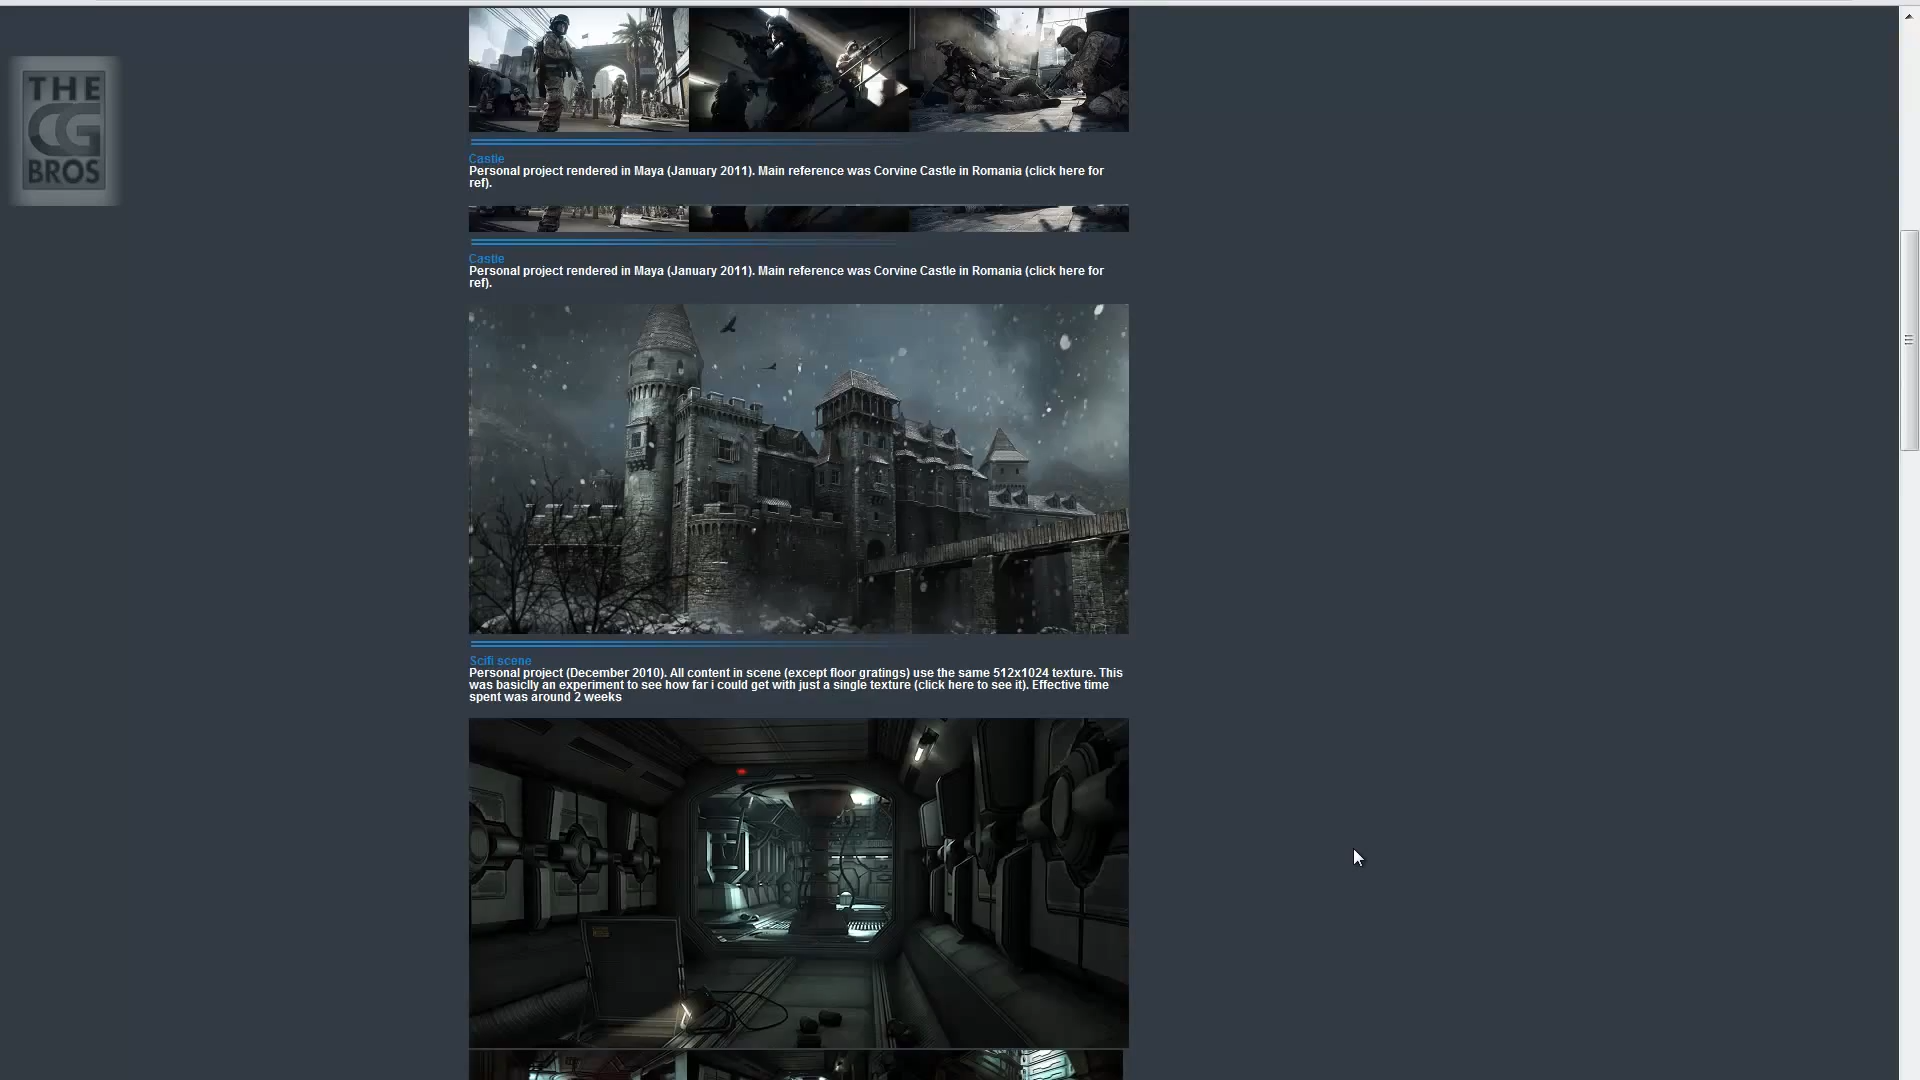 THE
CG
BROS
Castle
Personal project rendered in Maya (January 2011). Main reference was Corvine Castle in Romania (click here for
ref).
Castle
Personal project rendered in Maya (January 2011). Main reference was Corvine Castle in Romania (click here for
ref).
Scifi scene
Personal project (December 2010). All content in scene (except floor gratings) use the same 512x1024 texture. This
was basiclly an experiment to see how far i could get with just a single texture (click here to see it). Effective time
spent was around 2 weeks